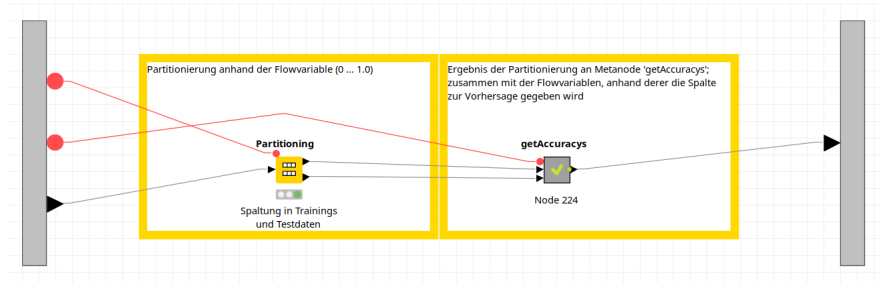 Partitionierung anhand der Flowvariable (0 ... 1.0)
Ergebnis der Partitionierung an Metanode 'getAccuracys';
zusammen mit der Flowvariablen, anhand derer die Spalte
zur Vorhersage gegeben wird
Partitioning
getAccuracys
Spaltung in Trainings
und Testdaten
Node 224